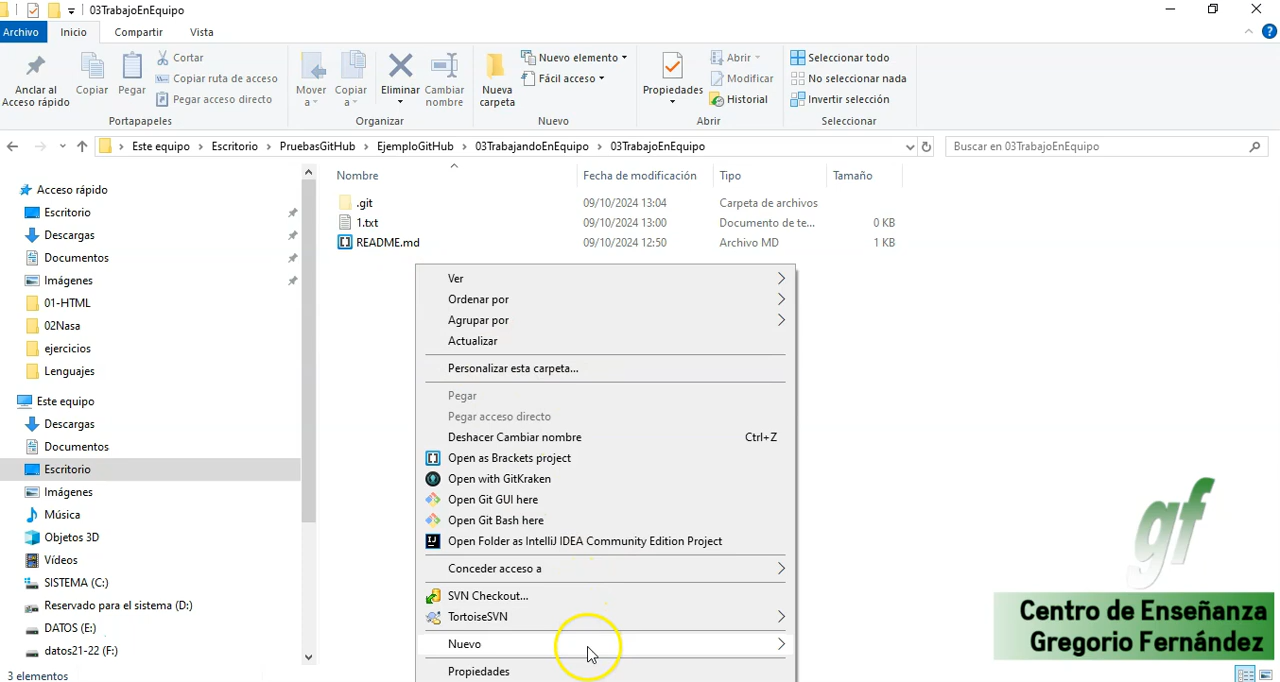 03TrabajoEnEquipo
Archivo Inicio Compartir Vista
Anclar al Acceso rápido
Copiar
Pegar
Cortar
Copiar ruta de acceso
Pegar acceso directo
Portapapeles
Mover a
Copiar a
Eliminar
Cambiar nombre
Organizar
Nueva carpeta
Nuevo elemento
Fácil acceso
Nuevo
Propiedades
Abrir
Modificar
Historial
Abrir
Seleccionar todo
No seleccionar nada
Invertir selección
Seleccionar
Este equipo > Escritorio > PruebasGitHub > EjemploGitHub > 03TrabajandoEnEquipo > 03TrabajoEnEquipo
Buscar en 03TrabajoEnEquipo
Acceso rápido
Escritorio
Descargas
Documentos
Imágenes
01-HTML
02Nasa
ejercicios
Lenguajes
Este equipo
Descargas
Documentos
Escritorio
Imágenes
Música
Objetos 3D
Vídeos
SISTEMA (C:)
Reservado para el sistema (D:)
DATOS (E:)
datos21-22 (F:)
3 elementos
Nombre Fecha de modificación Tipo Tamaño
.git 09/10/2024 13:04 Carpeta de archivos
1.txt 09/10/2024 13:00 Documento de te... 0 KB
README.md 09/10/2024 12:50 Archivo MD 1 KB
Ver
Ordenar por
Agrupar por
Actualizar
Personalizar esta carpeta...
Pegar
Pegar acceso directo
Deshacer Cambiar nombre Ctrl+Z
Open as Brackets project
Open with GitKraken
Open Git GUI here
Open Git Bash here
Open Folder as IntelliJ IDEA Community Edition Project
Conceder acceso a
SVN Checkout...
TortoiseSVN
Nuevo
Propiedades
gf
Centro de Enseñanza
Gregorio Fernández